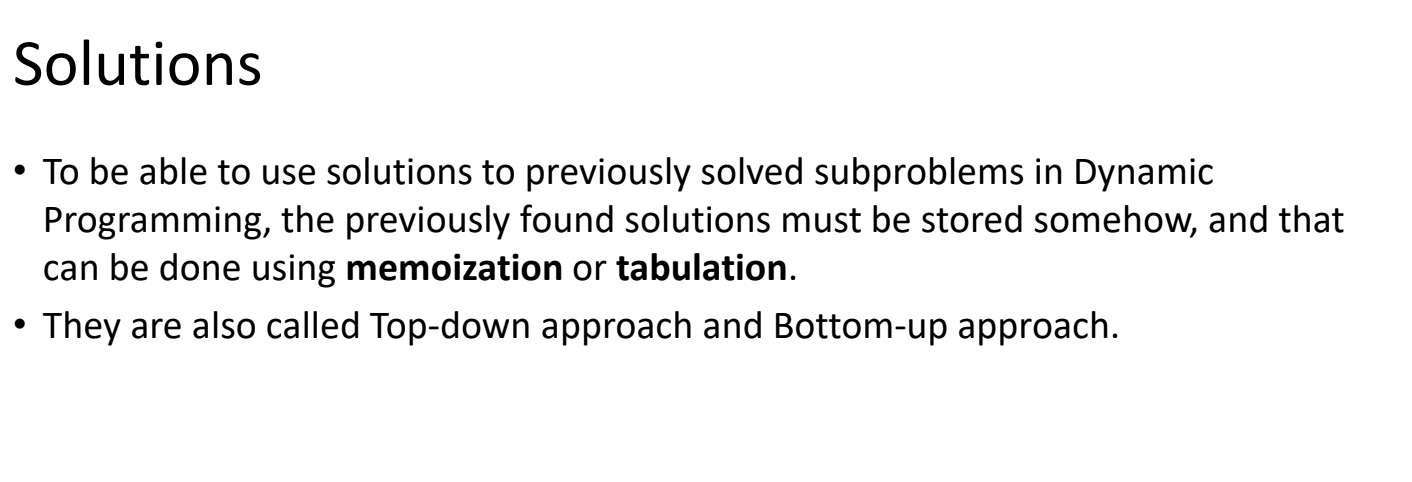 Solutions
• To be able to use solutions to previously solved subproblems in Dynamic
Programming, the previously found solutions must be stored somehow, and that
can be done using memoization or tabulation.
• They are also called Top-down approach and Bottom-up approach.